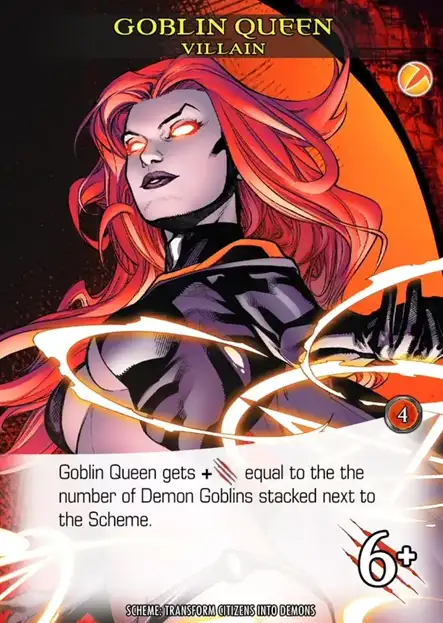 GOBLIN QUEEN
VILLAIN
4
Goblin Queen gets + equal to the the
number of Demon Goblins stacked next to
the Scheme.
6+
SCHEME: TRANSFORM CITIZENS INTO DEMONS